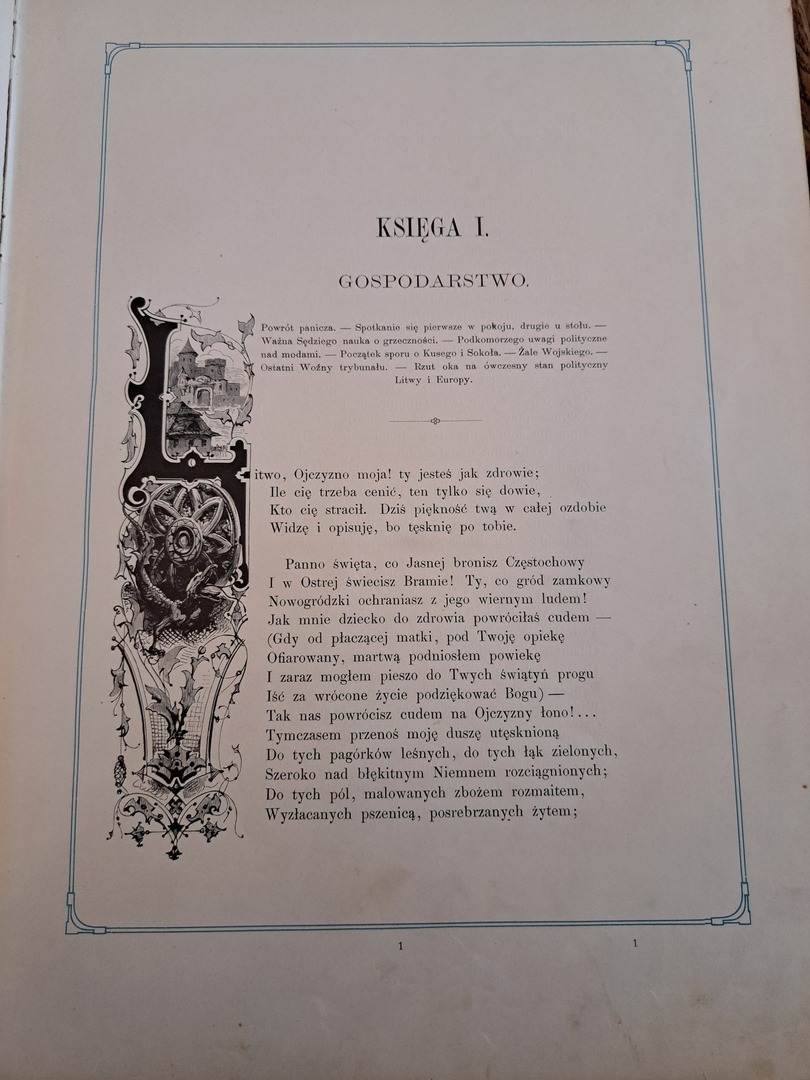 KSIĘGA I.
GOSPODARSTWO.
Powrót panicza. — Spotkanie się pierwsze w pokoju, drugie u stołu. —
Ważna Sędziego nauka o grzeczności. — Podkomorzego uwagi polityczne
nad modami. — Początek sporu o Kusego i Sokoła. — Żale Wojskiego. —
Ostatni Woźny trybunału. — Rzut oka na ówczesny stan polityczny
Litwy i Europy.
Litwo, Ojczyzno moja! ty jesteś jak zdrowie;
Ile cię trzeba cenić, ten tylko się dowie,
Kto cię stracił. Dziś piękność twą w całej ozdobie
Widzę i opisuję, bo tęsknię po tobie.
Panno święta, co Jasnej bronisz Częstochowy
I w Ostrej świecisz Bramie! Ty, co gród zamkowy
Nowogródzki ochraniasz z jego wiernym ludem!
Jak mnie dziecko do zdrowia powróciłaś cudem —
(Gdy od płaczącej matki, pod Twoję opiekę
Ofiarowany, martwą podniosłem powiekę
I zaraz mogłem pieszo do Twych świątyń progu
Iść za wrócone życie podziękować Bogu) —
Tak nas powrócisz cudem na Ojczyzny łono!...
Tymczasem przenoś moję duszę utęsknioną
Do tych pagórków leśnych, do tych łąk zielonych,
Szeroko nad błękitnym Niemnem rozciągnionych;
Do tych pól, malowanych zbożem rozmaitem,
Wyzłacanych pszenicą, posrebrzanych żytem;
1 1